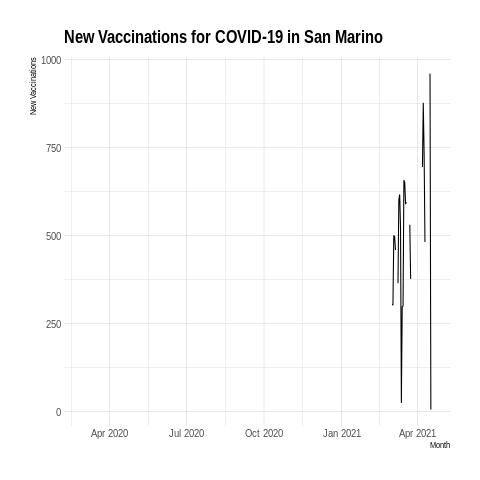 New Vaccinations for COVID-19 in San Marino
New Vaccinations
1000
750
500
250
0
Apr 2020 Jul 2020 Oct 2020 Jan 2021 Apr 2021
Month